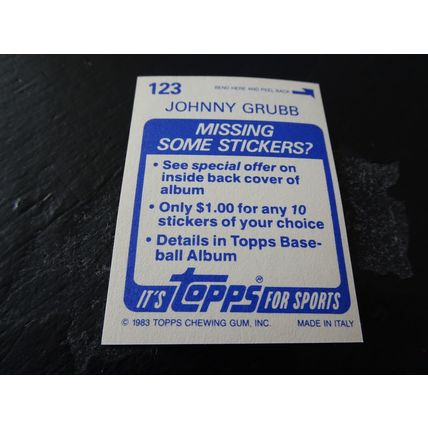 123 BEND HERE AND PEEL BACK
JOHNNY GRUBB
MISSING
SOME STICKERS?
• See special offer on
inside back cover of
album
• Only $1.00 for any 10
stickers of your choice
• Details in Topps Base-
ball Album
IT'S Topps® FOR SPORTS
© 1983 TOPPS CHEWING GUM, INC. MADE IN ITALY